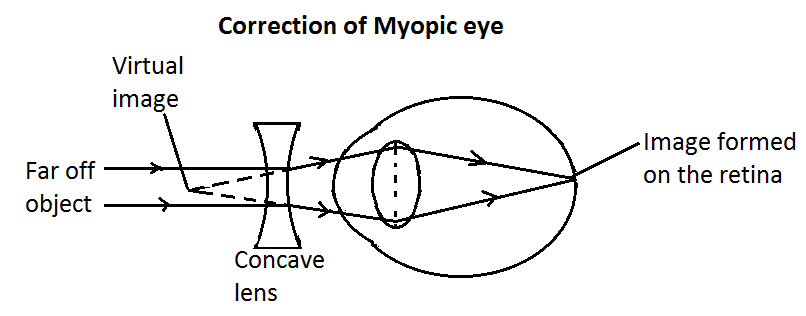 Correction of Myopic eye
Virtual
image
Far off
object
Concave
lens
Image formed
on the retina